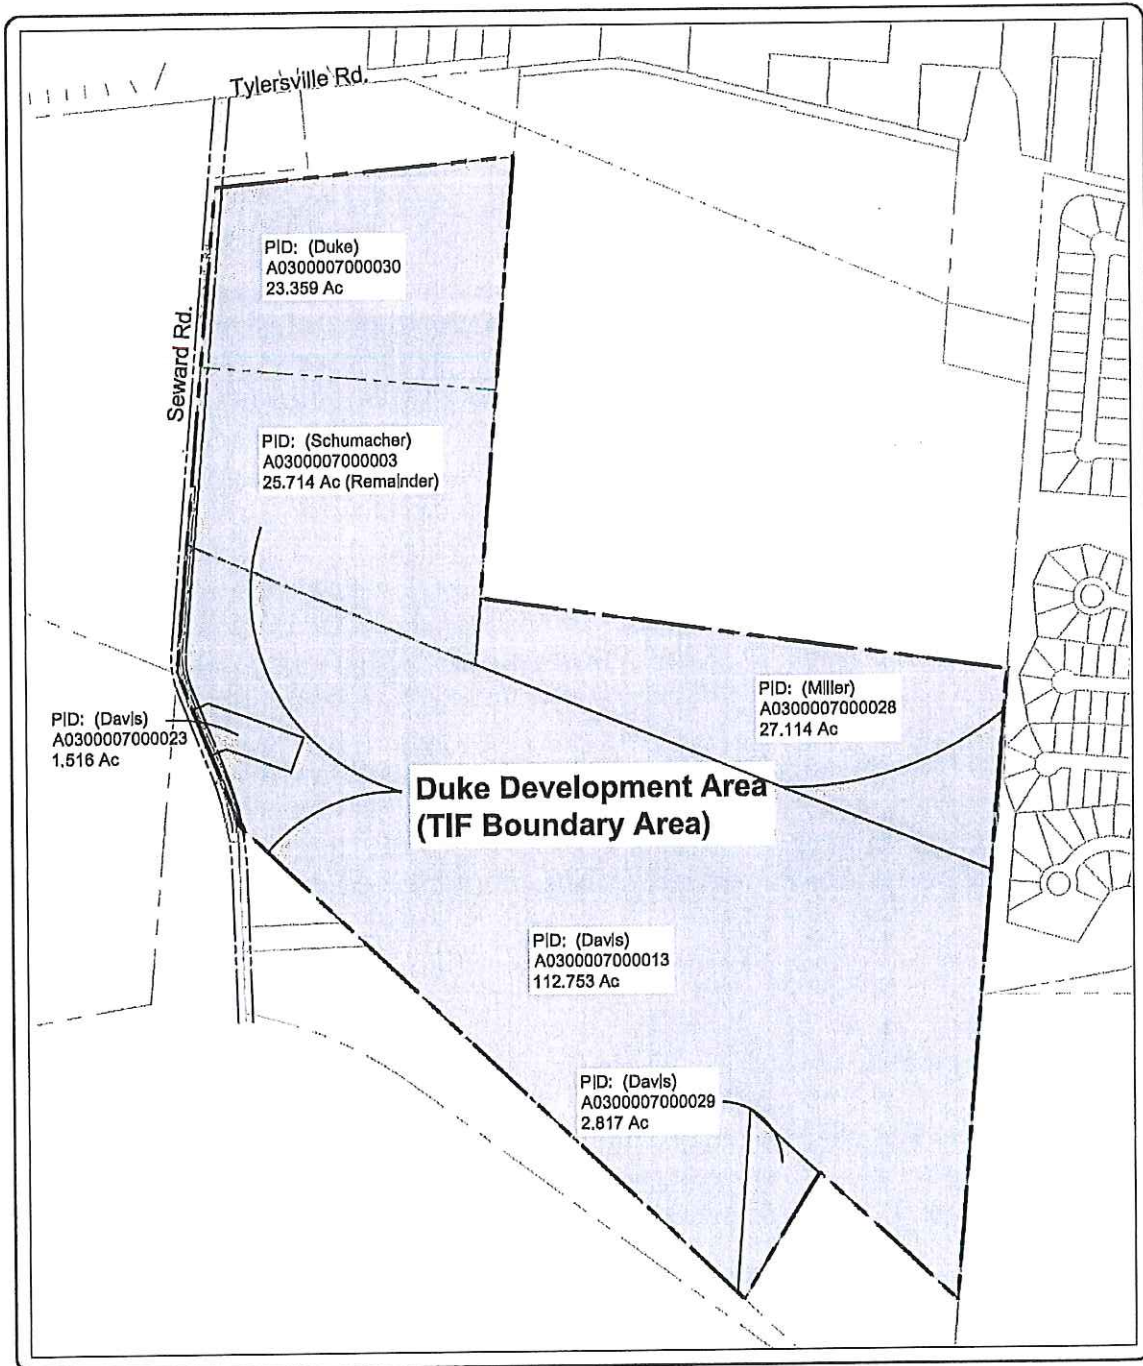 Tylersville Rd.
PID: (Duke)
A0300007000030
23.359 Ac
Seward Rd.
PID: (Schumacher)
A0300007000003
25.714 Ac (Remainder)
PID: (Miller)
A0300007000028
27.114 Ac
PID: (Davis)
A0300007000023
1.516 Ac
Duke Development Area
(TIF Boundary Area)
PID: (Davis)
A0300007000013
112.753 Ac
PID: (Davis)
A0300007000029
2.817 Ac